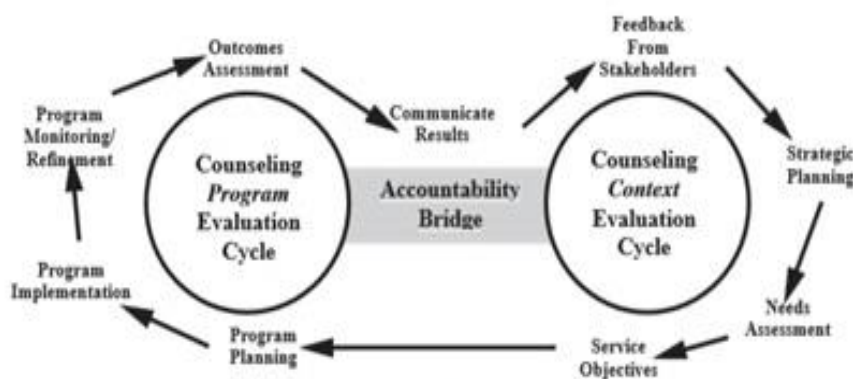 Outcomes
Assessment
Communicate
Results
Feedback
From
Stakeholders
Strategic
Planning
Needs
Assessment
Service
Objectives
Program
Planning
Program
Implementation
Program
Monitoring/
Refinement
Counseling
Program
Evaluation
Cycle
Accountability
Bridge
Counseling
Context
Evaluation
Cycle